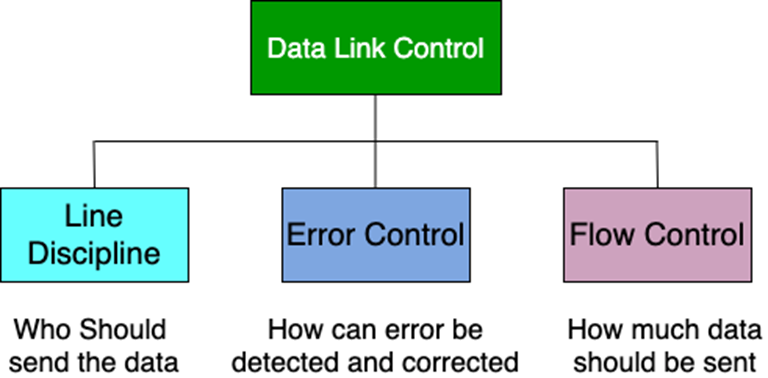 Data Link Control
Line
Discipline
Error Control
Flow Control
Who Should
send the data
How can error be
detected and corrected
How much data
should be sent